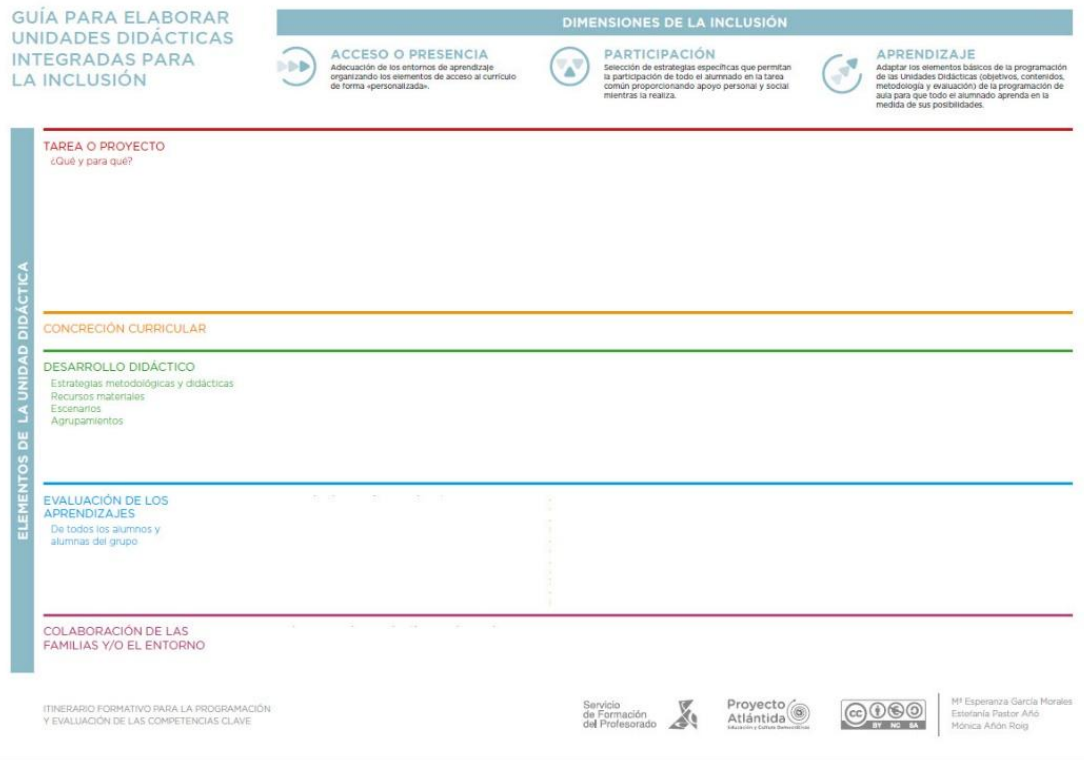 GUÍA PARA ELABORAR
UNIDADES DIDÁCTICAS
INTEGRADAS PARA
LA INCLUSIÓN
DIMENSIONES DE LA INCLUSIÓN
ACCESO O PRESENCIA
Adecuación de los entornos de aprendizaje
organizando los elementos de acceso al currículo
de forma «personalizada».
PARTICIPACIÓN
Selección de estrategias específicas que permitan
la participación de todo el alumnado en la tarea
común proporcionando apoyo personal y social
mientras la realiza.
APRENDIZAJE
Adaptar los elementos básicos de la programación
de las Unidades Didácticas (objetivos, contenidos,
metodología y evaluación) de la programación de
aula para que todo el alumnado aprenda en la
medida de sus posibilidades.
ELEMENTOS DE LA UNIDAD DIDÁCTICA
TAREA O PROYECTO
¿Qué y para qué?
CONCRECIÓN CURRICULAR
DESARROLLO DIDÁCTICO
Estrategias metodológicas y didácticas
Recursos materiales
Escenarios
Agrupamientos
EVALUACIÓN DE LOS
APRENDIZAJES
De todos los alumnos y
alumnas del grupo
COLABORACIÓN DE LAS
FAMILIAS Y/O EL ENTORNO
ITINERARIO FORMATIVO PARA LA PROGRAMACIÓN
Y EVALUACIÓN DE LAS COMPETENCIAS CLAVE
Servicio
de Formación
del Profesorado
Proyecto
Atlántida
Educación y Cultura Democráticas
cc
BY NC SA
Mª Esperanza García Morales
Estefanía Pastor Añó
Mónica Añón Roig